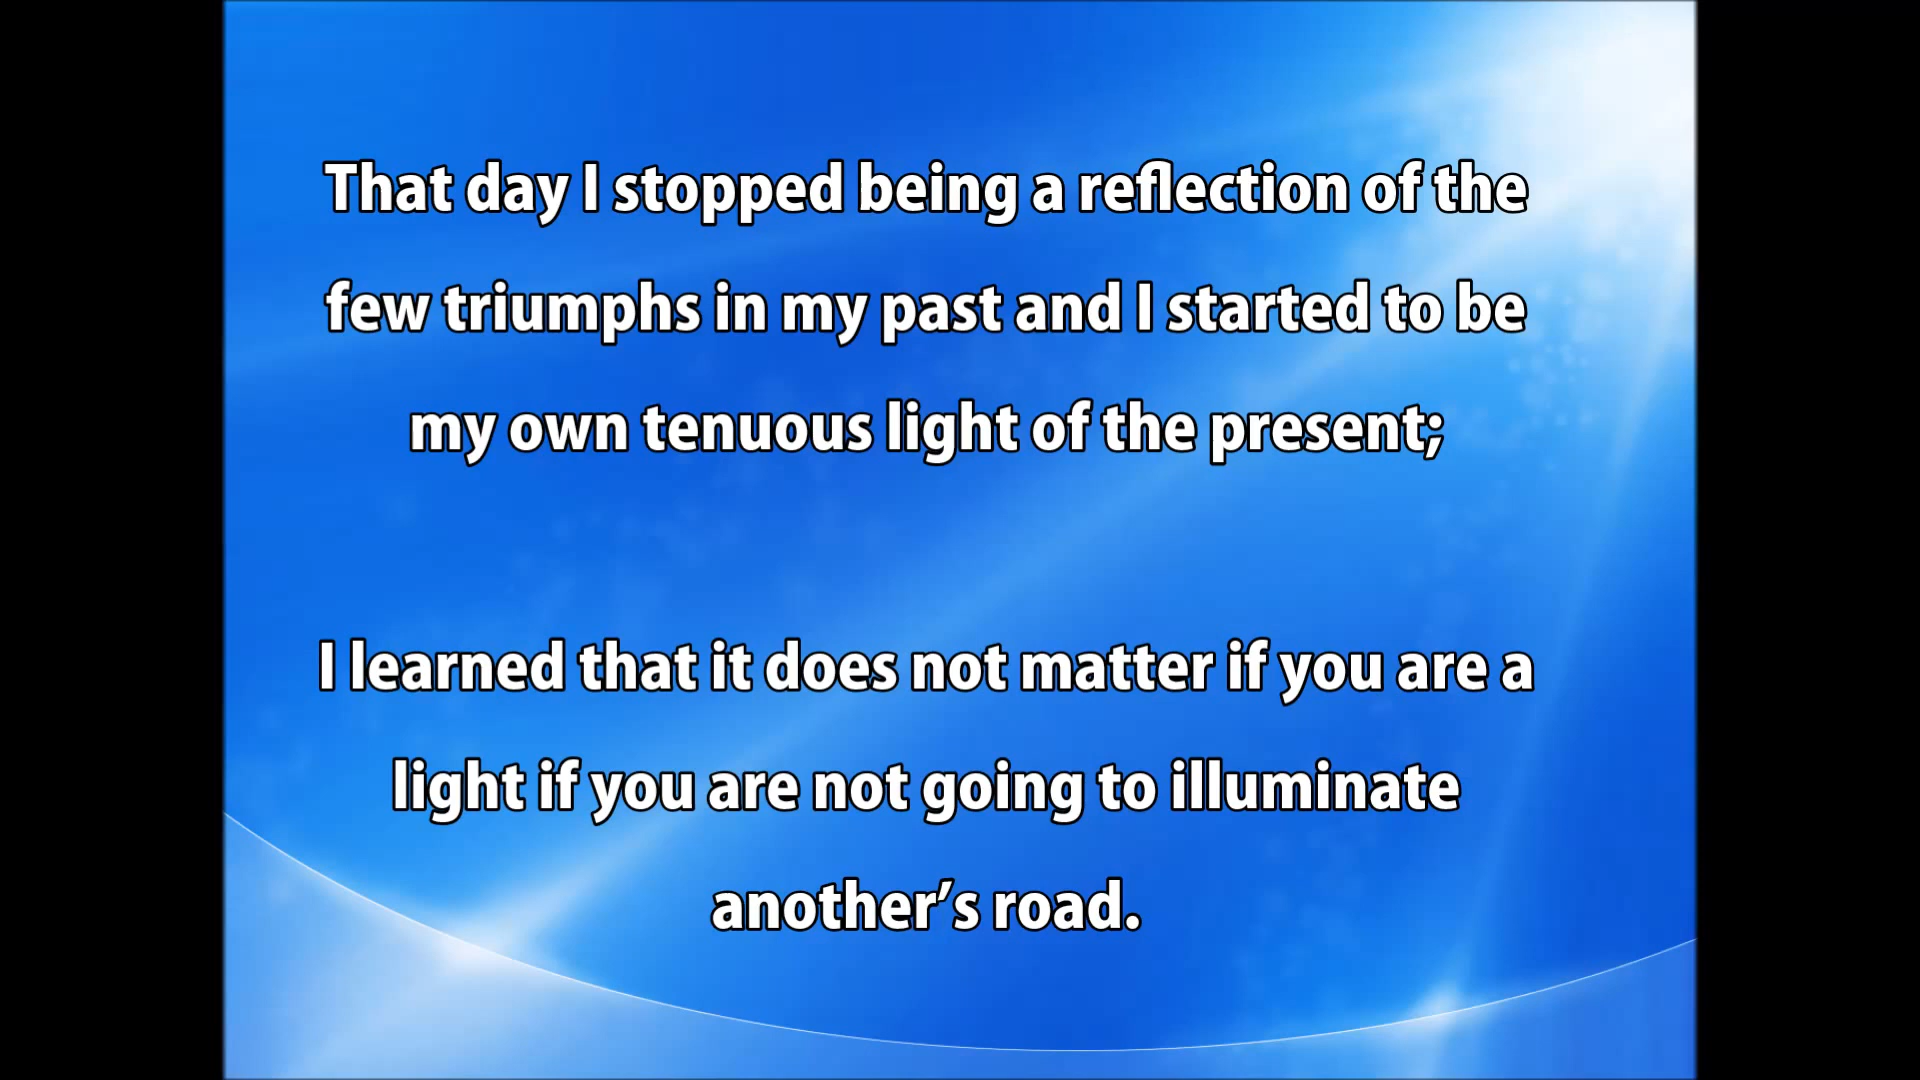 That day I stopped being a reflection of the
few triumphs in my past and I started to be
my own tenuous light of the present;
I learned that it does not matter if you are a
light if you are not going to illuminate
another’s road.